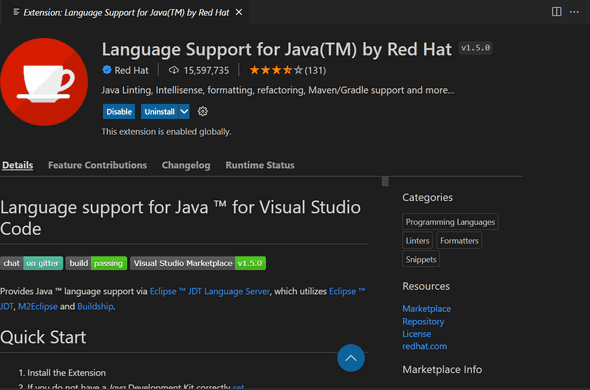 Extension: Language Support for Java(TM) by Red Hat
Language Support for Java(TM) by Red Hat v1.5.0
Red Hat 15,597,735 (131)
Java Linting, Intellisense, formatting, refactoring, Maven/Gradle support and more...
Disable Uninstall
This extension is enabled globally.
Details Feature Contributions Changelog Runtime Status
Language support for Java ™ for Visual Studio
Code
chat on gitter build passing Visual Studio Marketplace v1.5.0
Provides Java ™ language support via Eclipse ™ JDT Language Server, which utilizes Eclipse ™
JDT, M2Eclipse and Buildship.
Quick Start
1. Install the Extension
2. If you do not have a Java Development Kit correctly set
Categories
Programming Languages
Linters Formatters
Snippets
Resources
Marketplace
Repository
License
redhat.com
Marketplace Info